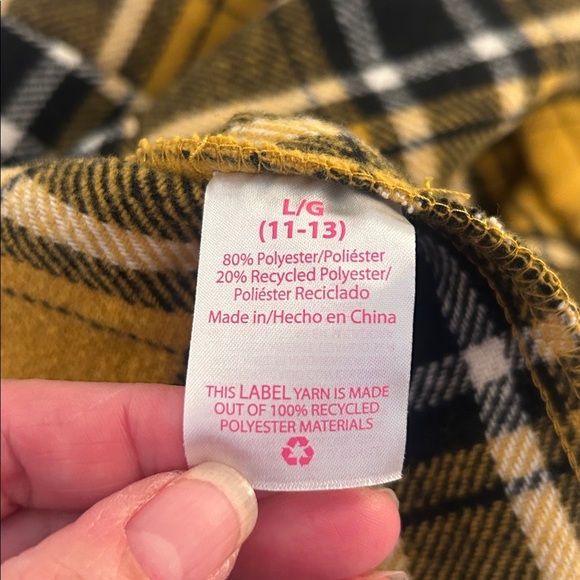 L/G
(11-13)
80% Polyester/Poliéster
20% Recycled Polyester/
Poliéster Reciclado
Made in/Hecho en China
THIS LABEL YARN IS MADE
OUT OF 100% RECYCLED
POLYESTER MATERIALS